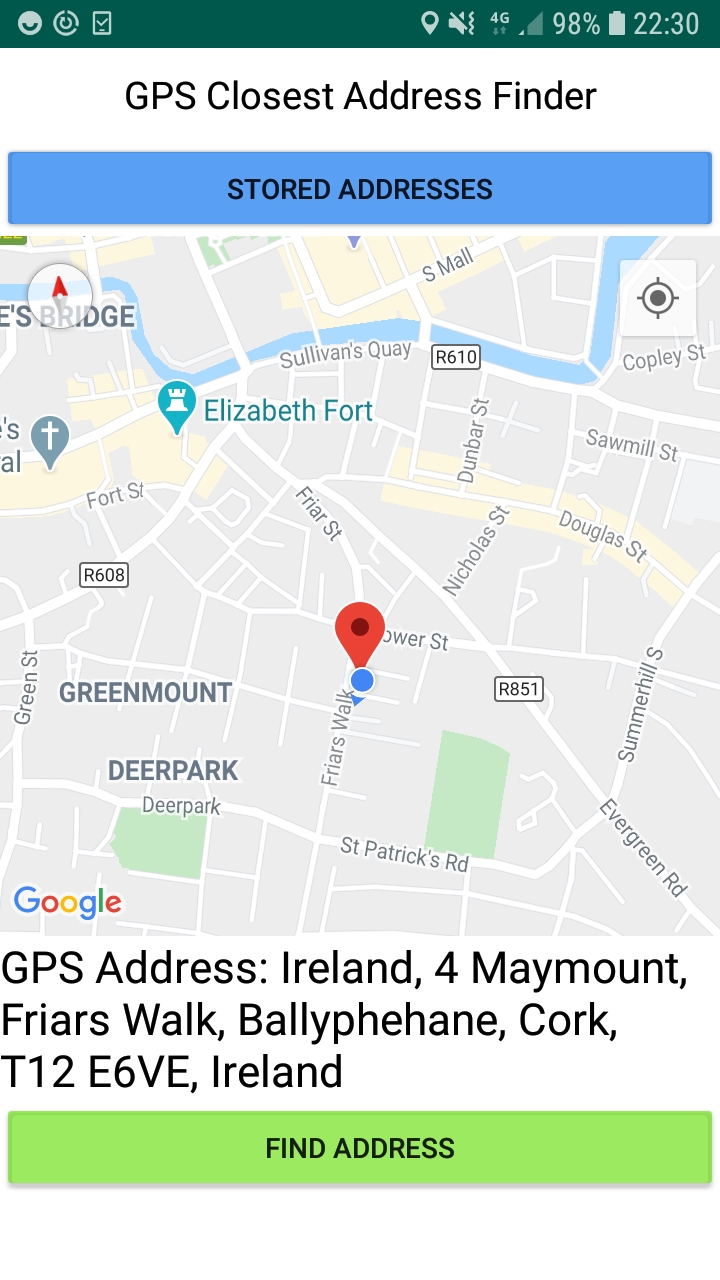 4G 98% 22:30
GPS Closest Address Finder
STORED ADDRESSES
S Mall
E'S BRIDGE
Sullivan's Quay
R610
Copley St
Elizabeth Fort
e's
al
Dunbar St
Sawmill St
Fort St
Friar St
Nicholas St
Douglas St
R608
ower St
Green St
GREENMOUNT
R851
Summerhill S
Friars Walk
DEERPARK
Deerpark
St Patrick's Rd
Evergreen Rd
Google
GPS Address: Ireland, 4 Maymount,
Friars Walk, Ballyphehane, Cork,
T12 E6VE, Ireland
FIND ADDRESS